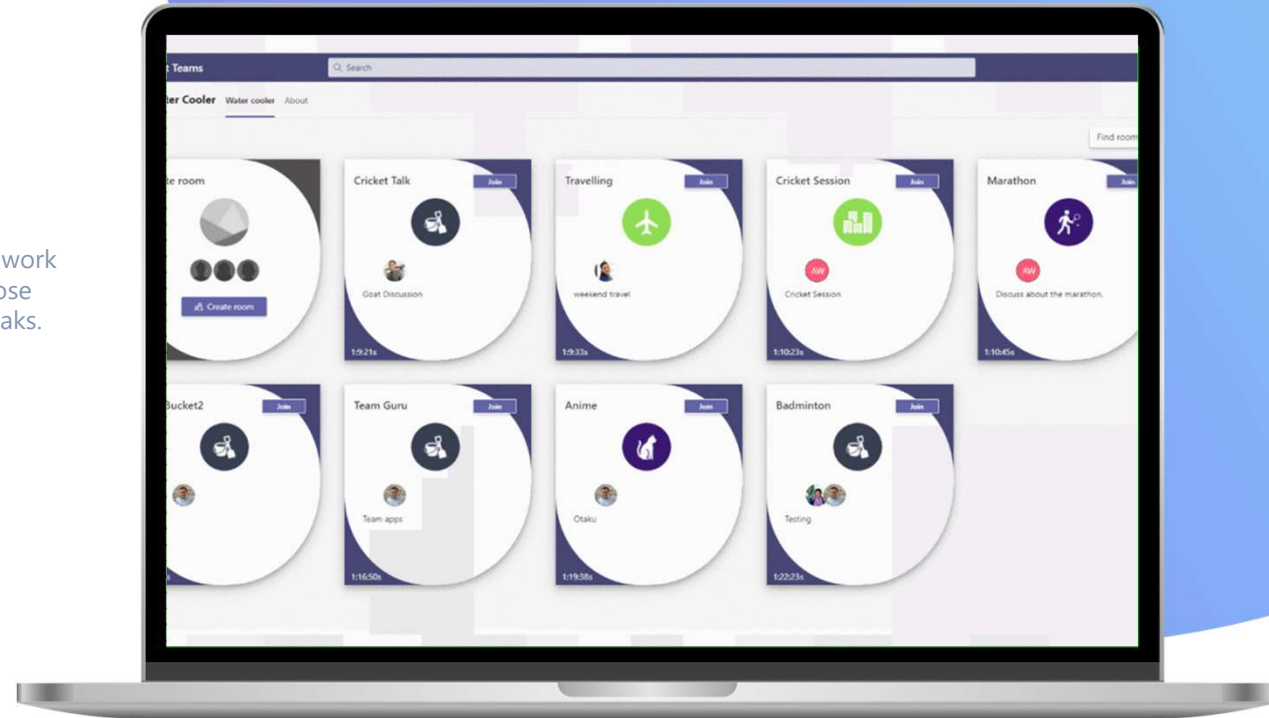 work
ose
aks.
t Teams
Search
ter Cooler Water cooler About
Find room
te room
Create room
Cricket Talk Join
Goat Discussion
1:9:21s
Travelling Join
weekend travel
1:9:33s
Cricket Session Join
AW
Cricket Session
1:10:23s
Marathon Join
AW
Discuss about the marathon.
1:10:45s
Bucket2 Join
s
Team Guru Join
Team apps
1:16:50s
Anime Join
Otaku
1:19:38s
Badminton Join
Testing
1:22:23s